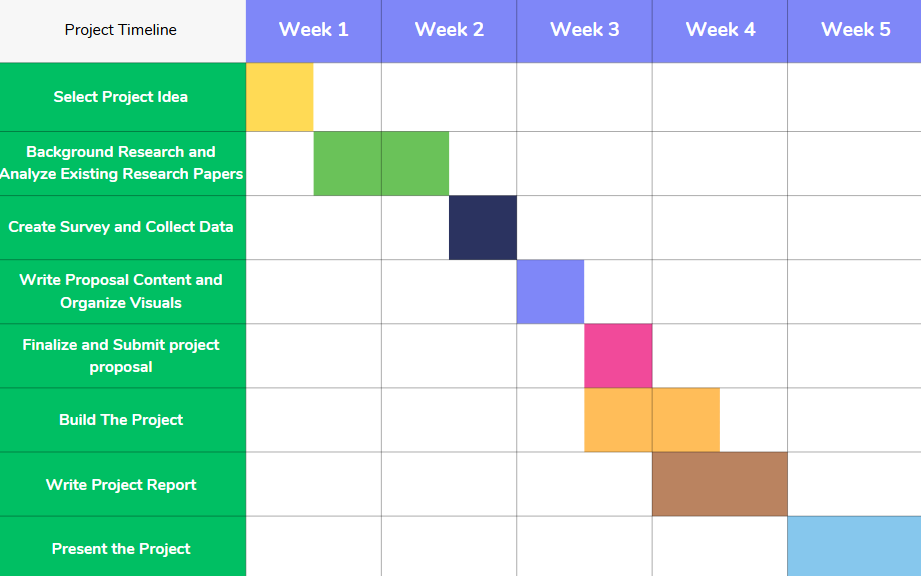 Project Timeline
Week 1
Week 2
Week 3
Week 4
Week 5
Select Project Idea
Background Research and
Analyze Existing Research Papers
Create Survey and Collect Data
Write Proposal Content and
Organize Visuals
Finalize and Submit project
proposal
Build The Project
Write Project Report
Present the Project